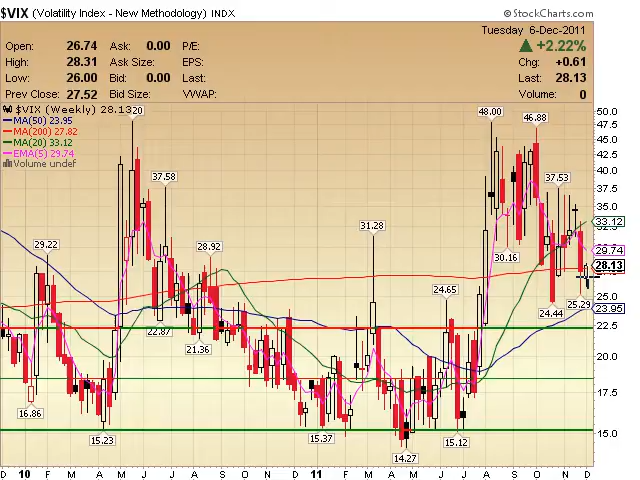 $VIX (Volatility Index - New Methodology) INDX
© StockCharts.com
Tuesday 6-Dec-2011
Open: 26.74 Ask: 0.00 P/E:
▲ +2.22%
High: 28.31 Ask Size: EPS:
Chg: +0.61
Low: 26.00 Bid: 0.00 Last:
Last: 28.13
Prev Close: 27.52 Bid Size: VWAP:
Volume: 0
$VIX (Weekly) 28.13
20
MA(50) 23.95
MA(200) 27.82
MA(20) 33.12
EMA(5) 29.74
Volume undef
48.00
46.88
37.58
37.53
31.28
29.22
28.92
30.16
24.65
24.44
25.29
22.87
21.36
16.86
15.23
15.37
14.27
15.12
50.0
47.5
45.0
42.5
40.0
37.5
35.0
33.12
29.74
28.13
25.0
23.95
22.5
20.0
17.5
15.0
D 10 F M A M J J A S O N D 11 F M A M J J A S O N D